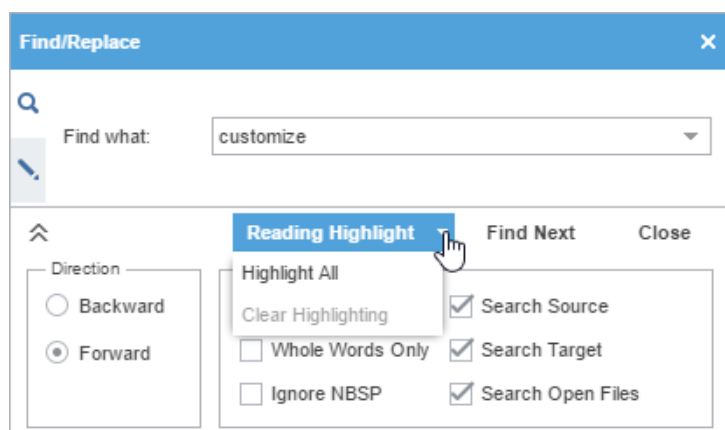 Find/Replace
Find what: customize
Reading Highlight Find Next Close
Direction
Highlight All
Backward
Clear Highlighting
Search Source
Forward
Whole Words Only
Search Target
Ignore NBSP
Search Open Files